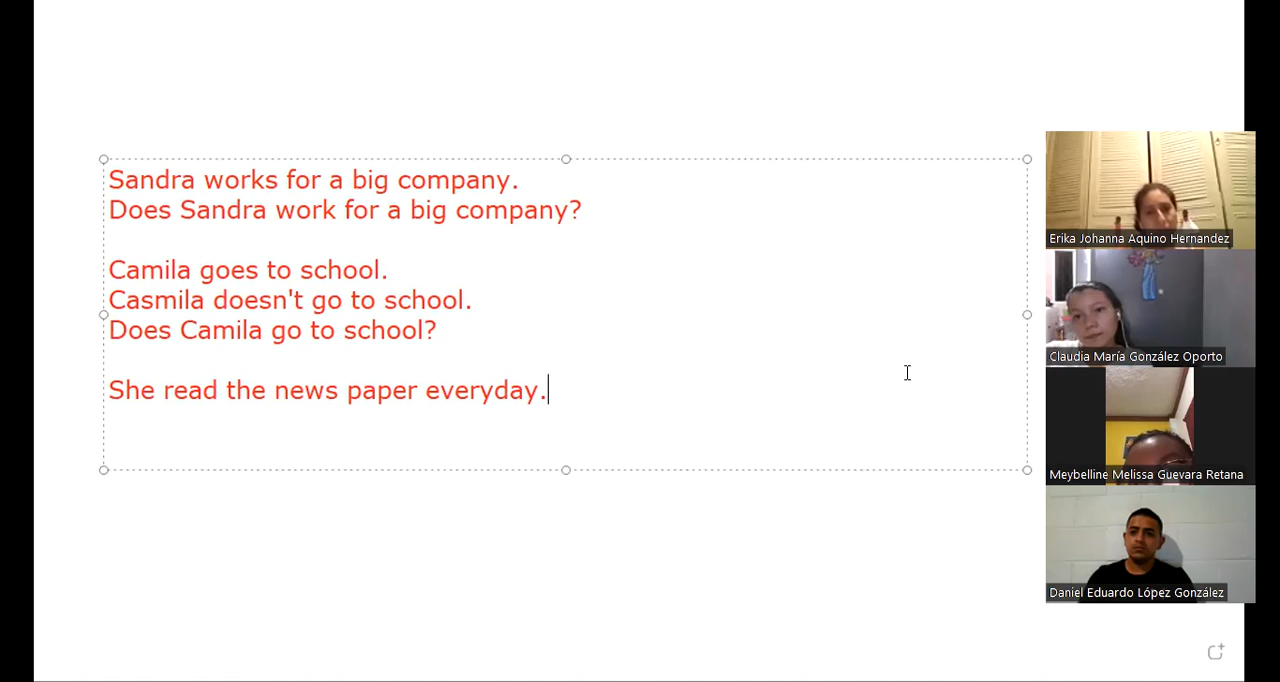 Sandra works for a big company.
Does Sandra work for a big company?
Camila goes to school.
Casmila doesn't go to school.
Does Camila go to school?
She read the news paper everyday.
Erika Johanna Aquino Hernandez
Claudia María González Oporto
Meybelline Melissa Guevara Retana
Daniel Eduardo López González